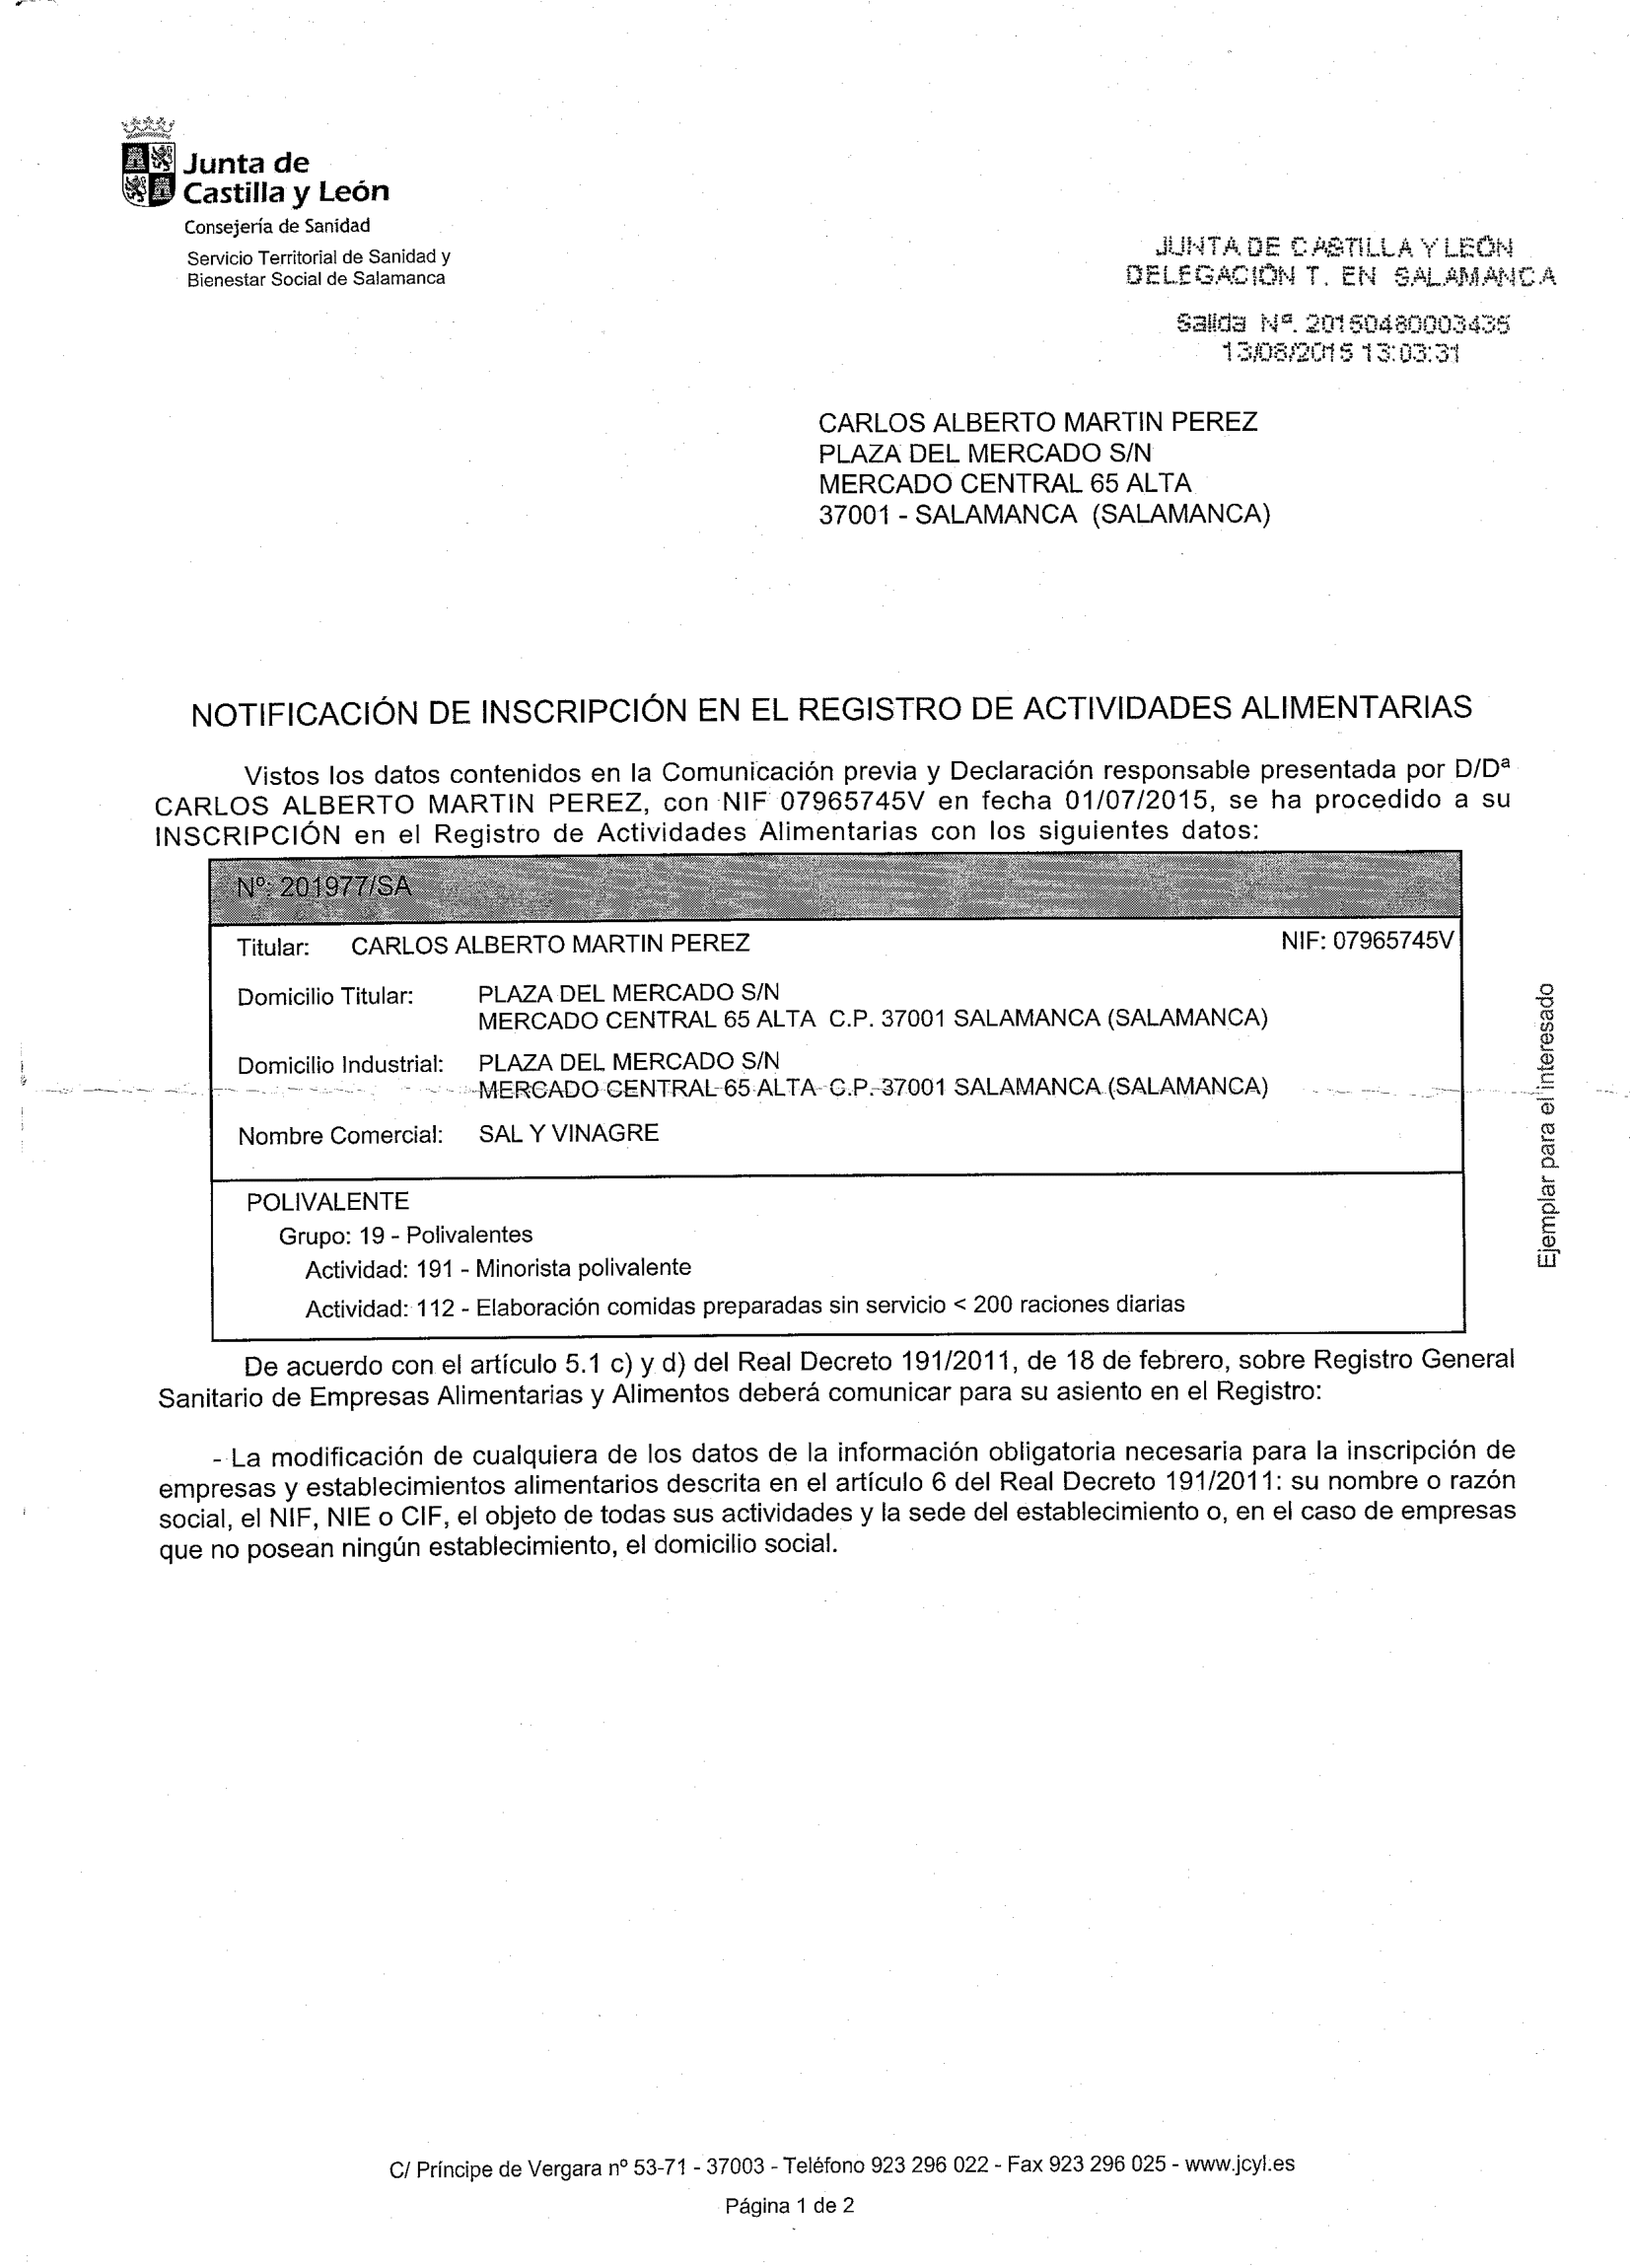 Junta de
Castilla y León
Consejería de Sanidad
Servicio Territorial de Sanidad y
Bienestar Social de Salamanca
JUNTA DE CASTILLA Y LEÓN
DELEGACIÓN T. EN SALAMANCA
Salida Nº. 20150480003435
13/08/2015 13:03:31
CARLOS ALBERTO MARTIN PEREZ
PLAZA DEL MERCADO S/N
MERCADO CENTRAL 65 ALTA
37001 - SALAMANCA (SALAMANCA)
NOTIFICACIÓN DE INSCRIPCIÓN EN EL REGISTRO DE ACTIVIDADES ALIMENTARIAS
Vistos los datos contenidos en la Comunicación previa y Declaración responsable presentada por D/Dª
CARLOS ALBERTO MARTIN PEREZ, con NIF 07965745V en fecha 01/07/2015, se ha procedido a su
INSCRIPCIÓN en el Registro de Actividades Alimentarias con los siguientes datos:
Nº: 201977/SA
Titular: CARLOS ALBERTO MARTIN PEREZ NIF: 07965745V
Domicilio Titular: PLAZA DEL MERCADO S/N
MERCADO CENTRAL 65 ALTA C.P. 37001 SALAMANCA (SALAMANCA)
Domicilio Industrial: PLAZA DEL MERCADO S/N
MERCADO CENTRAL 65 ALTA C.P. 37001 SALAMANCA (SALAMANCA)
Nombre Comercial: SAL Y VINAGRE
POLIVALENTE
Grupo: 19 - Polivalentes
Actividad: 191 - Minorista polivalente
Actividad: 112 - Elaboración comidas preparadas sin servicio < 200 raciones diarias
Ejemplar para el interesado
De acuerdo con el artículo 5.1 c) y d) del Real Decreto 191/2011, de 18 de febrero, sobre Registro General
Sanitario de Empresas Alimentarias y Alimentos deberá comunicar para su asiento en el Registro:
- La modificación de cualquiera de los datos de la información obligatoria necesaria para la inscripción de
empresas y establecimientos alimentarios descrita en el artículo 6 del Real Decreto 191/2011: su nombre o razón
social, el NIF, NIE o CIF, el objeto de todas sus actividades y la sede del establecimiento o, en el caso de empresas
que no posean ningún establecimiento, el domicilio social.
C/ Príncipe de Vergara nº 53-71 - 37003 - Teléfono 923 296 022 - Fax 923 296 025 - www.jcyl.es
Página 1 de 2